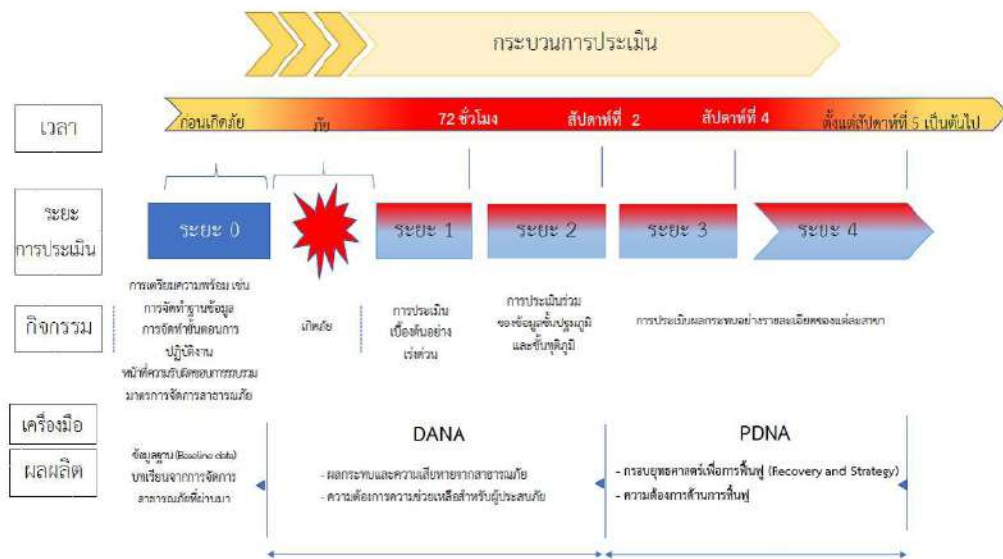 กระบวนการประเมิน
เวลา
ก่อนเกิดภัย
ภัย
72 ชั่วโมง
สัปดาห์ที่ 2
สัปดาห์ที่ 4
ตั้งแต่สัปดาห์ที่ 5 เป็นต้นไป
ระยะ
การประเมิน
ระยะ 0
ระยะ 1
ระยะ 2
ระยะ 3
ระยะ 4
กิจกรรม
การเตรียมความพร้อม เช่น
การจัดทำฐานข้อมูล
การจัดทำขั้นตอนการ
ปฏิบัติงาน
หน้าที่ความรับผิดชอบการรวบรวม
มาตรการจัดการสาธารณภัย
เกิดภัย
การประเมิน
เบื้องต้นอย่าง
เร่งด่วน
การประเมินร่วม
ของข้อมูลชั้นปฐมภูมิ
และชั้นทุติภูมิ
การประเมินผลกระทบอย่างรายละเอียดของแต่ละสาขา
เครื่องมือ
DANA
PDNA
ผลผลิต
ข้อมูลฐาน (Baseline data)
บทเรียนจากการจัดการ
สาธารณภัยที่ผ่านมา
- ผลกระทบและความเสียหายจากสาธารณภัย
- ความต้องการความช่วยเหลือสำหรับผู้ประสบภัย
- กรอบยุทธศาสตร์เพื่อการฟื้นฟู (Recovery and Strategy)
- ความต้องการด้านการฟื้นฟู